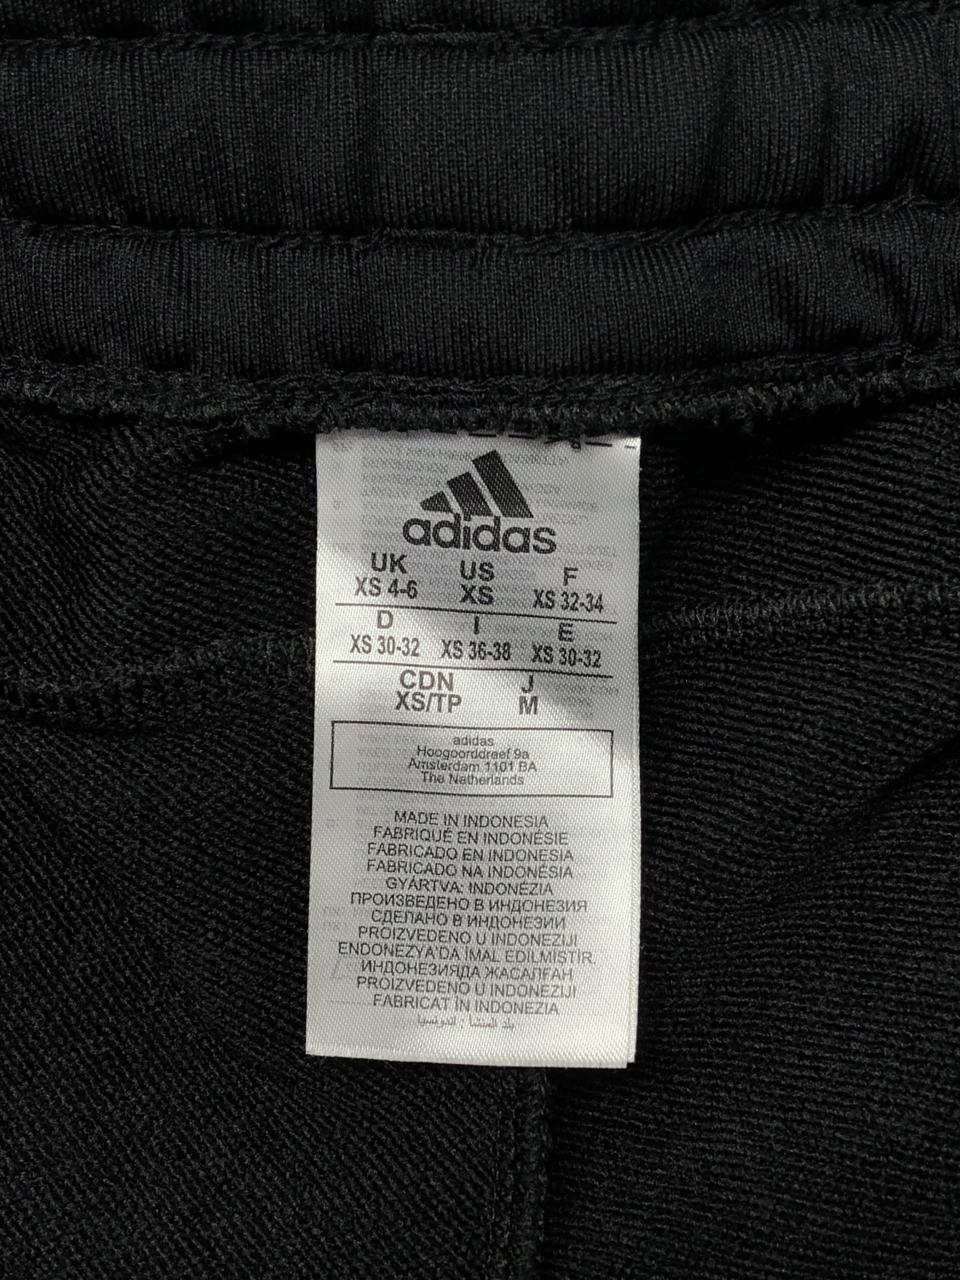 adidas
UK US F
XS 4-6 XS XS 32-34
D I E
XS 30-32 XS 36-38 XS 30-32
CDN J
XS/TP M
adidas
Hoogoorddreef 9a
Amsterdam 1101 BA
The Netherlands
MADE IN INDONESIA
FABRIQUÉ EN INDONÉSIE
FABRICADO EN INDONESIA
FABRICADO NA INDONÉSIA
GYÁRTVA: INDONÉZIA
ПРОИЗВЕДЕНО В ИНДОНЕЗИЯ
СДЕЛАНО В ИНДОНЕЗИИ
PROIZVEDENO U INDONEZIJI
ENDONEZYA'DA İMAL EDİLMİŞTİR.
ИНДОНЕЗИЯДА ЖАСАЛҒАН
PROIZVEDENO U INDONEZIJI
FABRICAT ÎN INDONEZIA
بلد المنشأ : اندونسيا